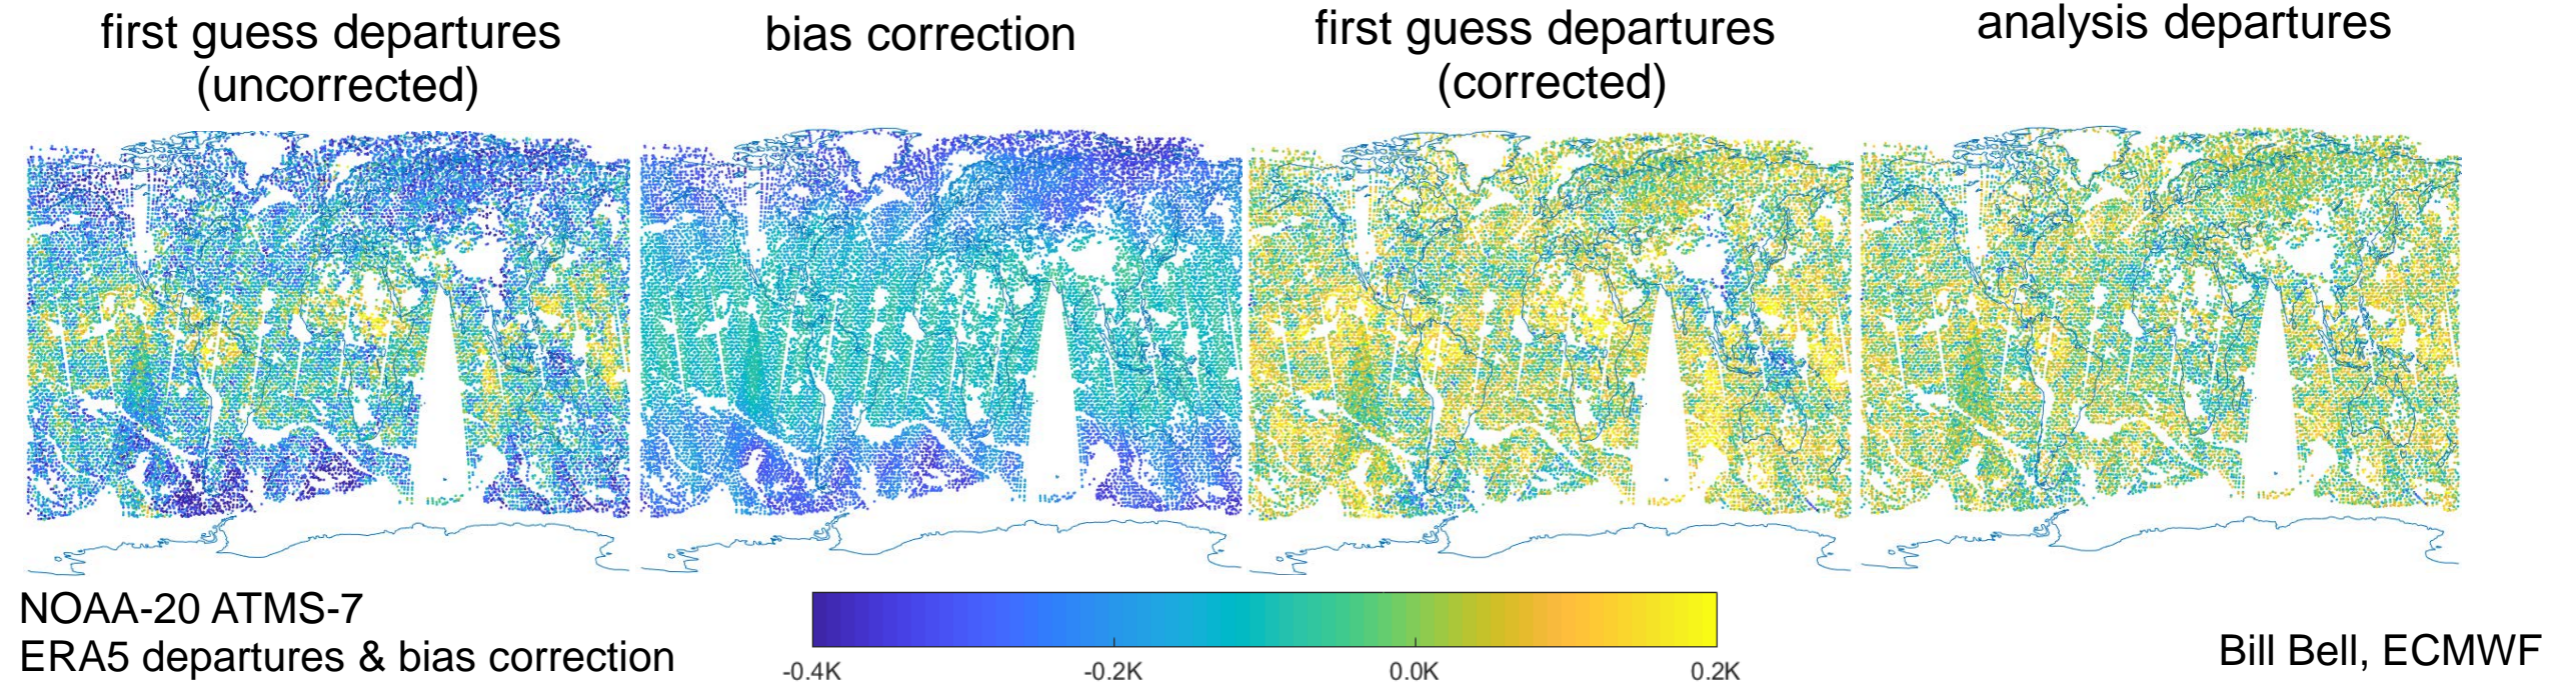 first guess departures
(uncorrected)
bias correction
first guess departures
(corrected)
analysis departures
NOAA-20 ATMS-7
ERA5 departures & bias correction
-0.4K
-0.2K
0.0K
0.2K
Bill Bell, ECMWF